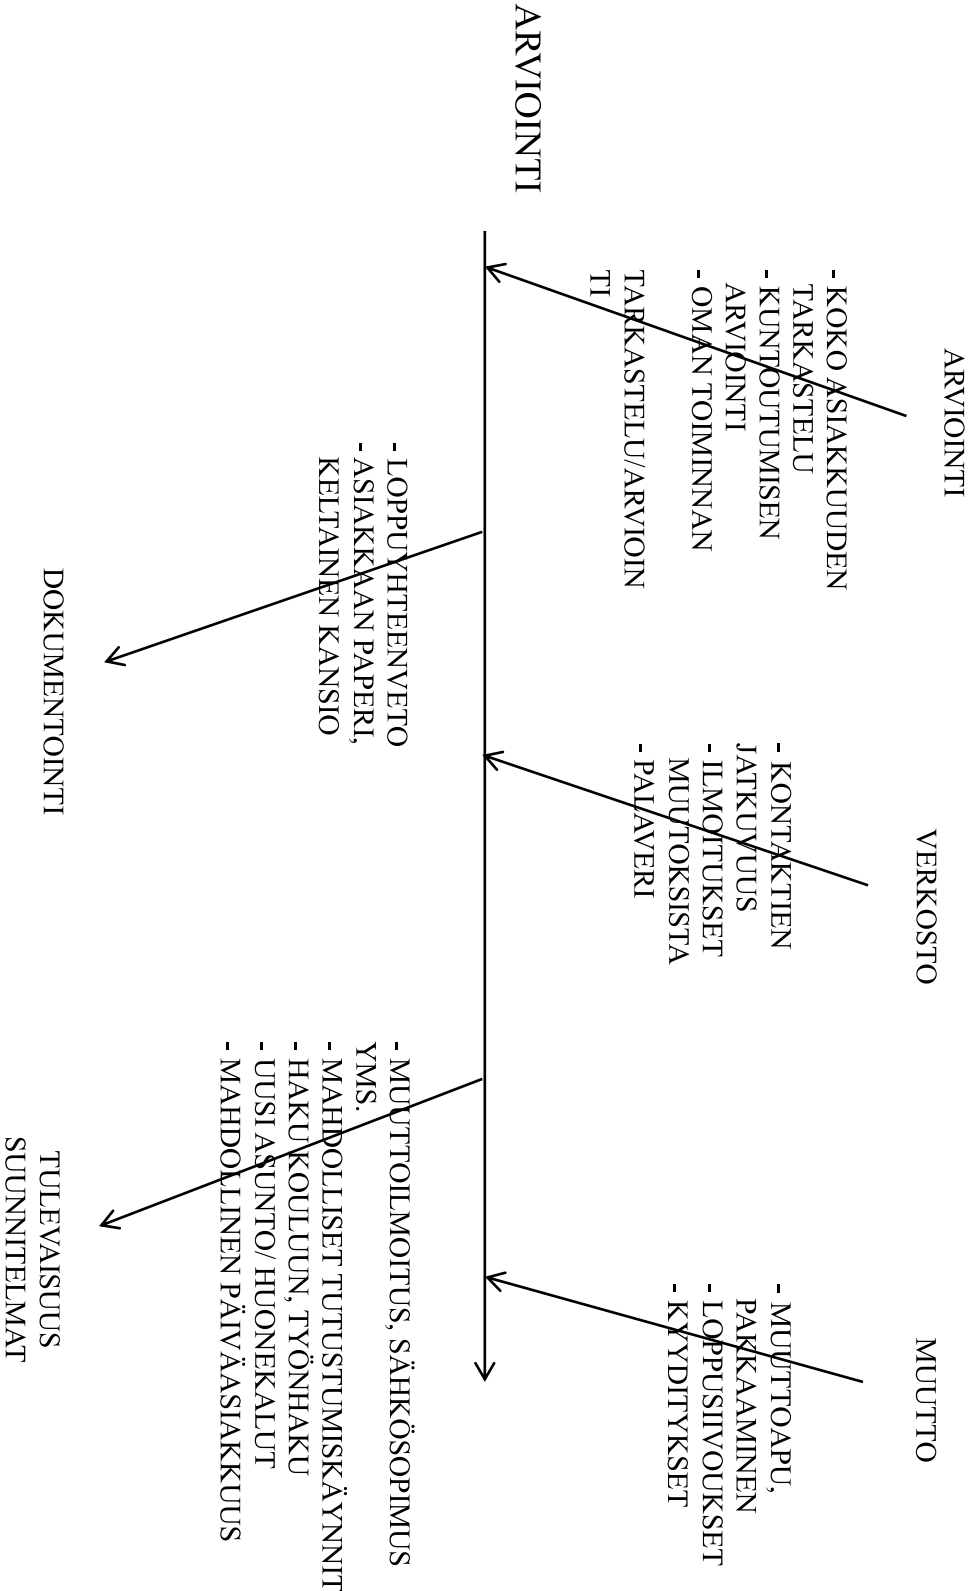 ARVIOINTI
ARVIOINTI
- KOKO ASIAKKUUDEN
TARKASTELU
- KUNTOUTUMISEN
ARVIOINTI
- OMAN TOIMINNAN
TARKASTELU/ARVIOIN
TI
VERKOSTO
- KONTAKTIEN
JATKUVUUS
- ILMOITUKSET
MUUTOKSISTA
- PALAVERI
MUUTTO
- MUUTTOAPU,
PAKKAAMINEN
- LOPPUSIIVOUKSET
- KYYDITYKSET
- LOPPUYHTEENVETO
- ASIAKKAAN PAPERI,
KELTAINEN KANSIO
DOKUMENTOINTI
- MUUTTOILMOITUS, SÄHKÖSOPIMUS
YMS.
- MAHDOLLISET TUTUSTUMISKÄYNNIT
- HAKU KOULUUN, TYÖNHAKU
- UUSI ASUNTO/ HUONEKALUT
- MAHDOLLINEN PÄIVÄASIAKKUUS
TULEVAISUUS
SUUNNITELMAT